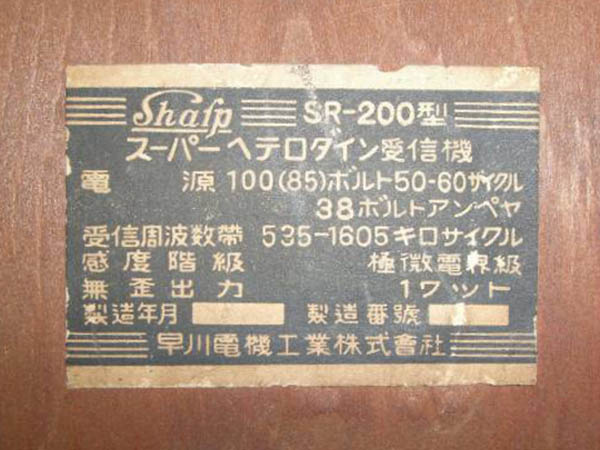 Sharp SR-200型
スーパーヘテロダイン受信機
電源 100(85)ボルト50-60サイクル
38ボルトアンペヤ
受信周波数帯 535-1605キロサイクル
感度階級 極微電界級
無歪出力 1ワット
製造年月 製造番號
早川電機工業株式會社